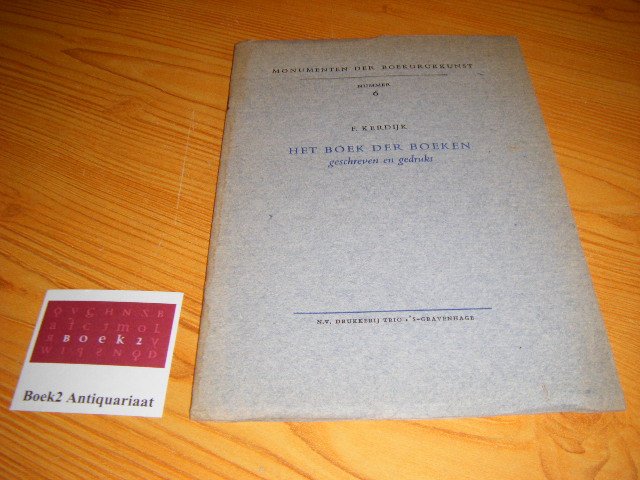 MONUMENTEN DER BOEKDRUKKUNST
NUMMER
6
F. KERDIJK
HET BOEK DER BOEKEN
geschreven en gedrukt
N.V. DRUKKERIJ TRIO · 'S-GRAVENHAGE
BOEK2
Boek2 Antiquariaat